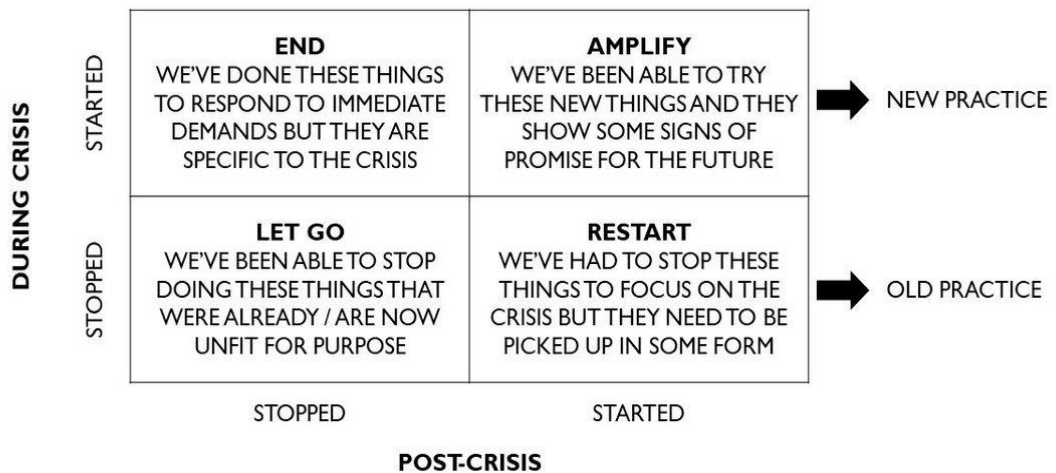 DURING CRISIS
STARTED
END
WE'VE DONE THESE THINGS
TO RESPOND TO IMMEDIATE
DEMANDS BUT THEY ARE
SPECIFIC TO THE CRISIS
AMPLIFY
WE'VE BEEN ABLE TO TRY
THESE NEW THINGS AND THEY
SHOW SOME SIGNS OF
PROMISE FOR THE FUTURE
NEW PRACTICE
STOPPED
LET GO
WE'VE BEEN ABLE TO STOP
DOING THESE THINGS THAT
WERE ALREADY / ARE NOW
UNFIT FOR PURPOSE
RESTART
WE'VE HAD TO STOP THESE
THINGS TO FOCUS ON THE
CRISIS BUT THEY NEED TO BE
PICKED UP IN SOME FORM
OLD PRACTICE
STOPPED
STARTED
POST-CRISIS